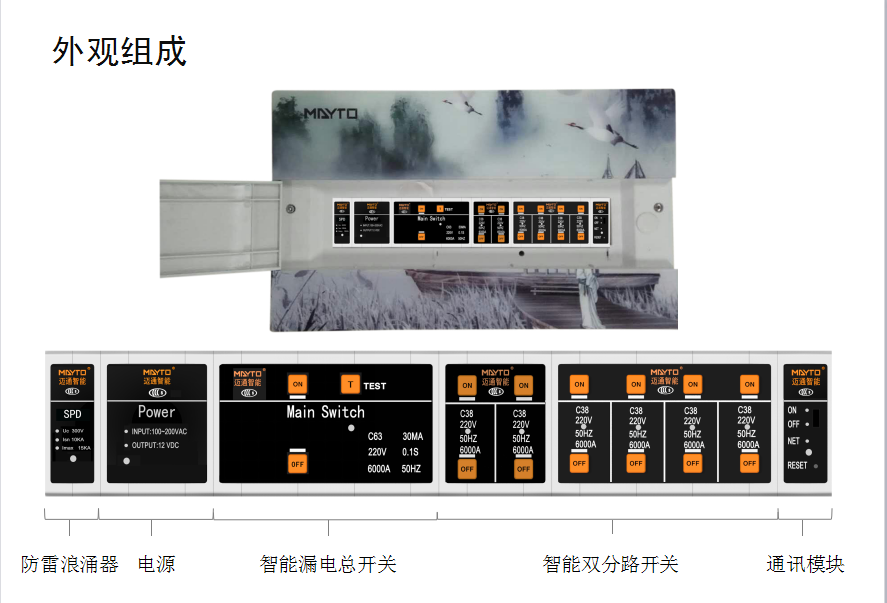 外观组成
MAYTO
MAYTO
迈通智能
SPD
Uc 300V
Isn 10KA
Imax 15KA
MAYTO
迈通智能
Power
INPUT:100~200VAC
OUTPUT:12 VDC
MAYTO
迈通智能
ON
T TEST
Main Switch
C63 30MA
220V 0.1S
6000A 50HZ
OFF
MAYTO
迈通智能
ON ON
C38 C38
220V 220V
50HZ 50HZ
6000A 6000A
OFF OFF
MAYTO
迈通智能
ON ON ON ON
C38 C38 C38 C38
220V 220V 220V 220V
50HZ 50HZ 50HZ 50HZ
6000A 6000A 6000A 6000A
OFF OFF OFF OFF
MAYTO
迈通智能
ON
OFF
NET
RESET
防雷浪涌器 电源 智能漏电总开关 智能双分路开关 通讯模块